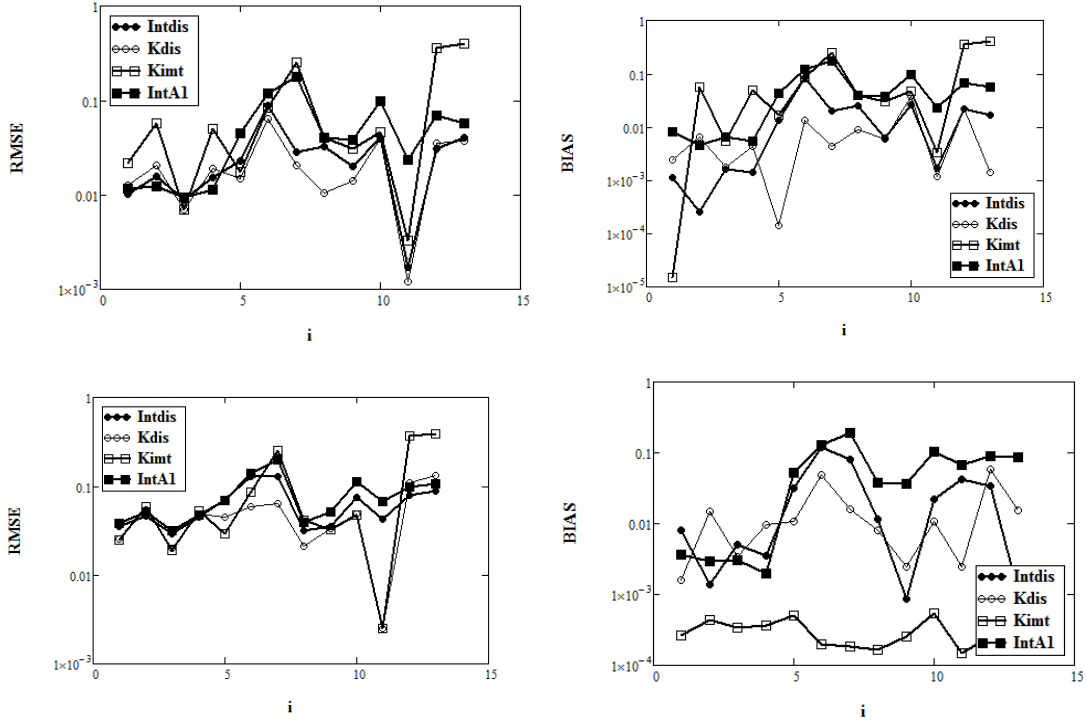 1
0.1
0.01
1×10⁻³
RMSE
0
5
10
15
i
Intdis
Kdis
Kimt
IntA1
1
0.1
0.01
1×10⁻³
1×10⁻⁴
1×10⁻⁵
BIAS
0
5
10
15
i
Intdis
Kdis
Kimt
IntA1
1
0.1
0.01
1×10⁻³
RMSE
0
5
10
15
i
Intdis
Kdis
Kimt
IntA1
1
0.1
0.01
1×10⁻³
1×10⁻⁴
BIAS
0
5
10
15
i
Intdis
Kdis
Kimt
IntA1